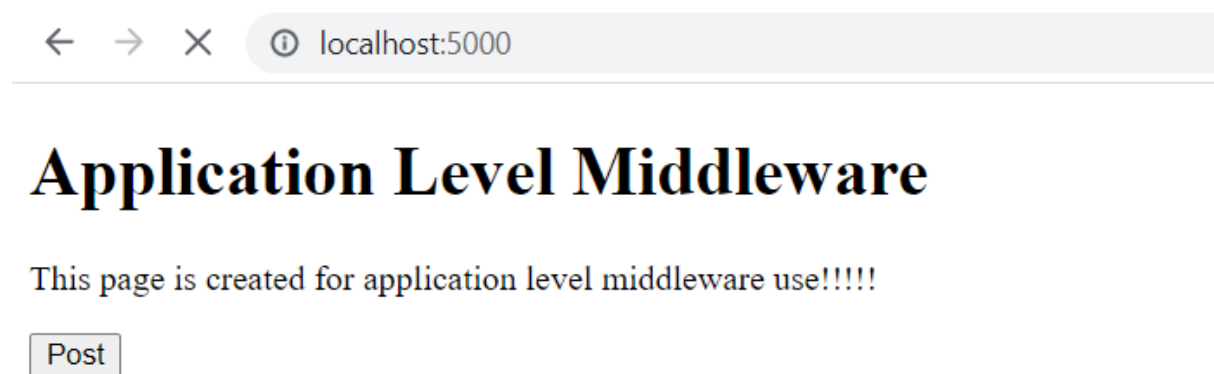 localhost:5000
Application Level Middleware
This page is created for application level middleware use!!!!!
Post